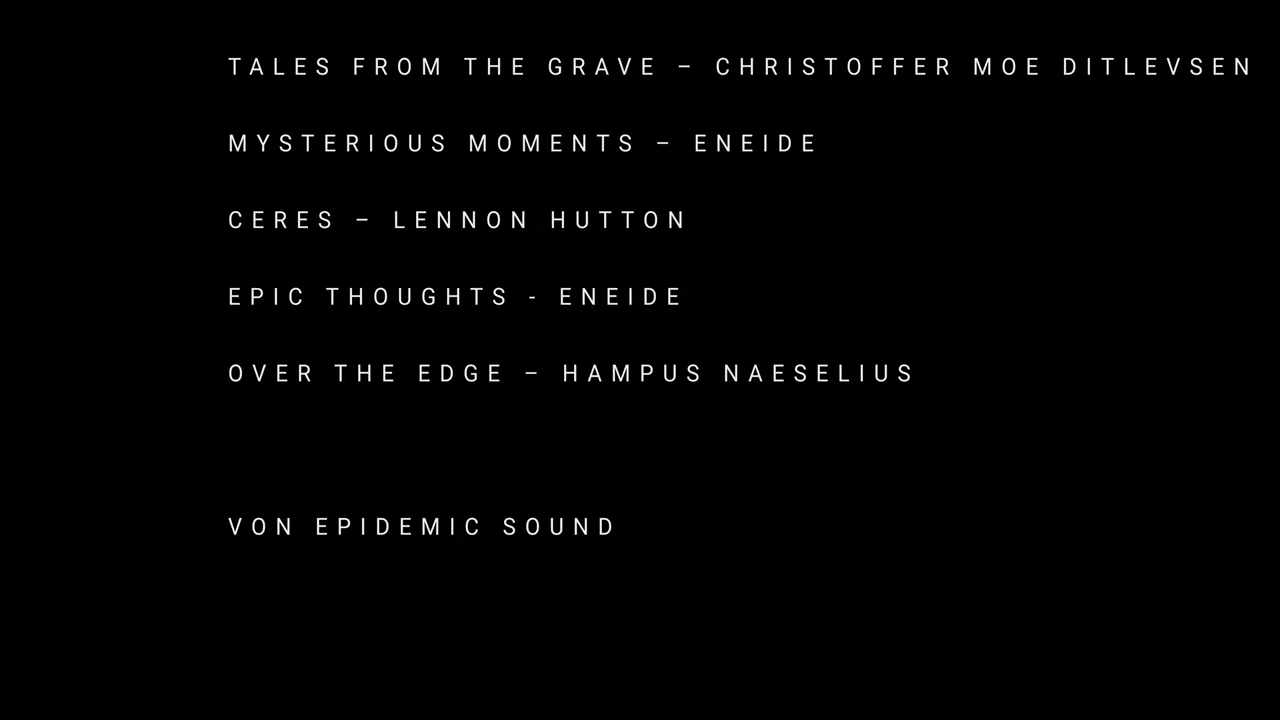 TALES FROM THE GRAVE – CHRISTOFFER MOE DITLEVSEN
MYSTERIOUS MOMENTS – ENEIDE
CERES – LENNON HUTTON
EPIC THOUGHTS - ENEIDE
OVER THE EDGE – HAMPUS NAESELIUS
VON EPIDEMIC SOUND